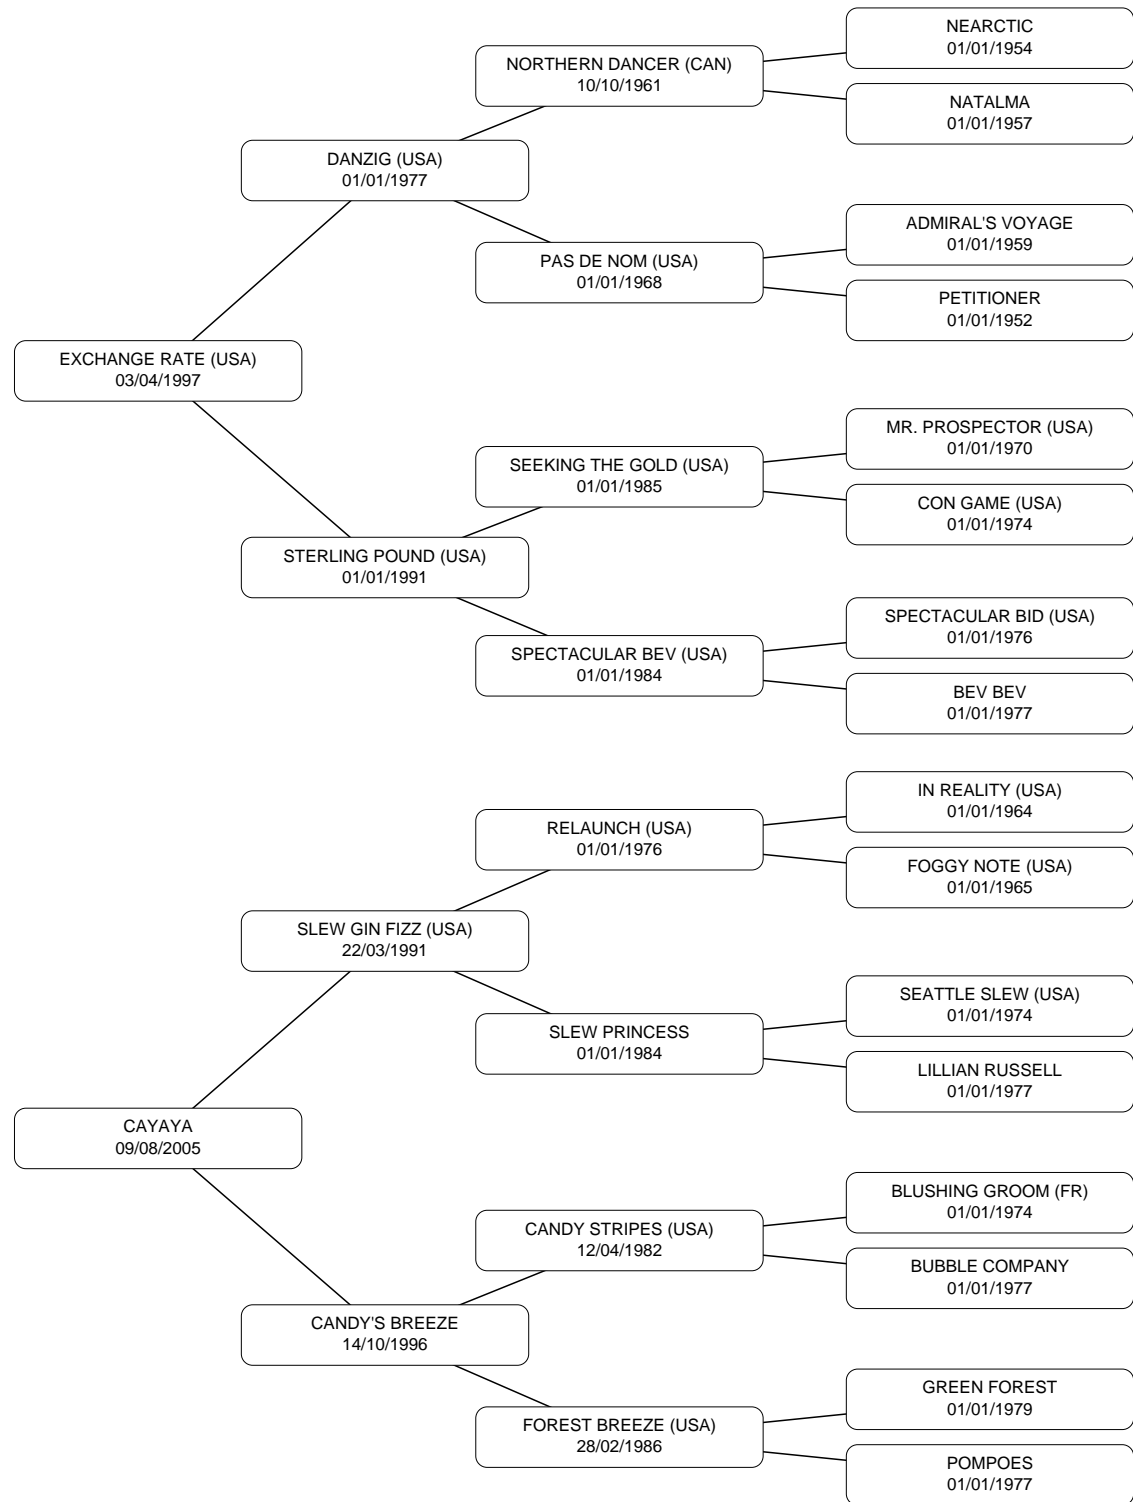 NEARCTIC
01/01/1954
NORTHERN DANCER (CAN)
10/10/1961
NATALMA
01/01/1957
DANZIG (USA)
01/01/1977
ADMIRAL'S VOYAGE
01/01/1959
PAS DE NOM (USA)
01/01/1968
PETITIONER
01/01/1952
EXCHANGE RATE (USA)
03/04/1997
MR. PROSPECTOR (USA)
01/01/1970
SEEKING THE GOLD (USA)
01/01/1985
CON GAME (USA)
01/01/1974
STERLING POUND (USA)
01/01/1991
SPECTACULAR BID (USA)
01/01/1976
SPECTACULAR BEV (USA)
01/01/1984
BEV BEV
01/01/1977
IN REALITY (USA)
01/01/1964
RELAUNCH (USA)
01/01/1976
FOGGY NOTE (USA)
01/01/1965
SLEW GIN FIZZ (USA)
22/03/1991
SEATTLE SLEW (USA)
01/01/1974
SLEW PRINCESS
01/01/1984
LILLIAN RUSSELL
01/01/1977
CAYAYA
09/08/2005
BLUSHING GROOM (FR)
01/01/1974
CANDY STRIPES (USA)
12/04/1982
BUBBLE COMPANY
01/01/1977
CANDY'S BREEZE
14/10/1996
GREEN FOREST
01/01/1979
FOREST BREEZE (USA)
28/02/1986
POMPOES
01/01/1977